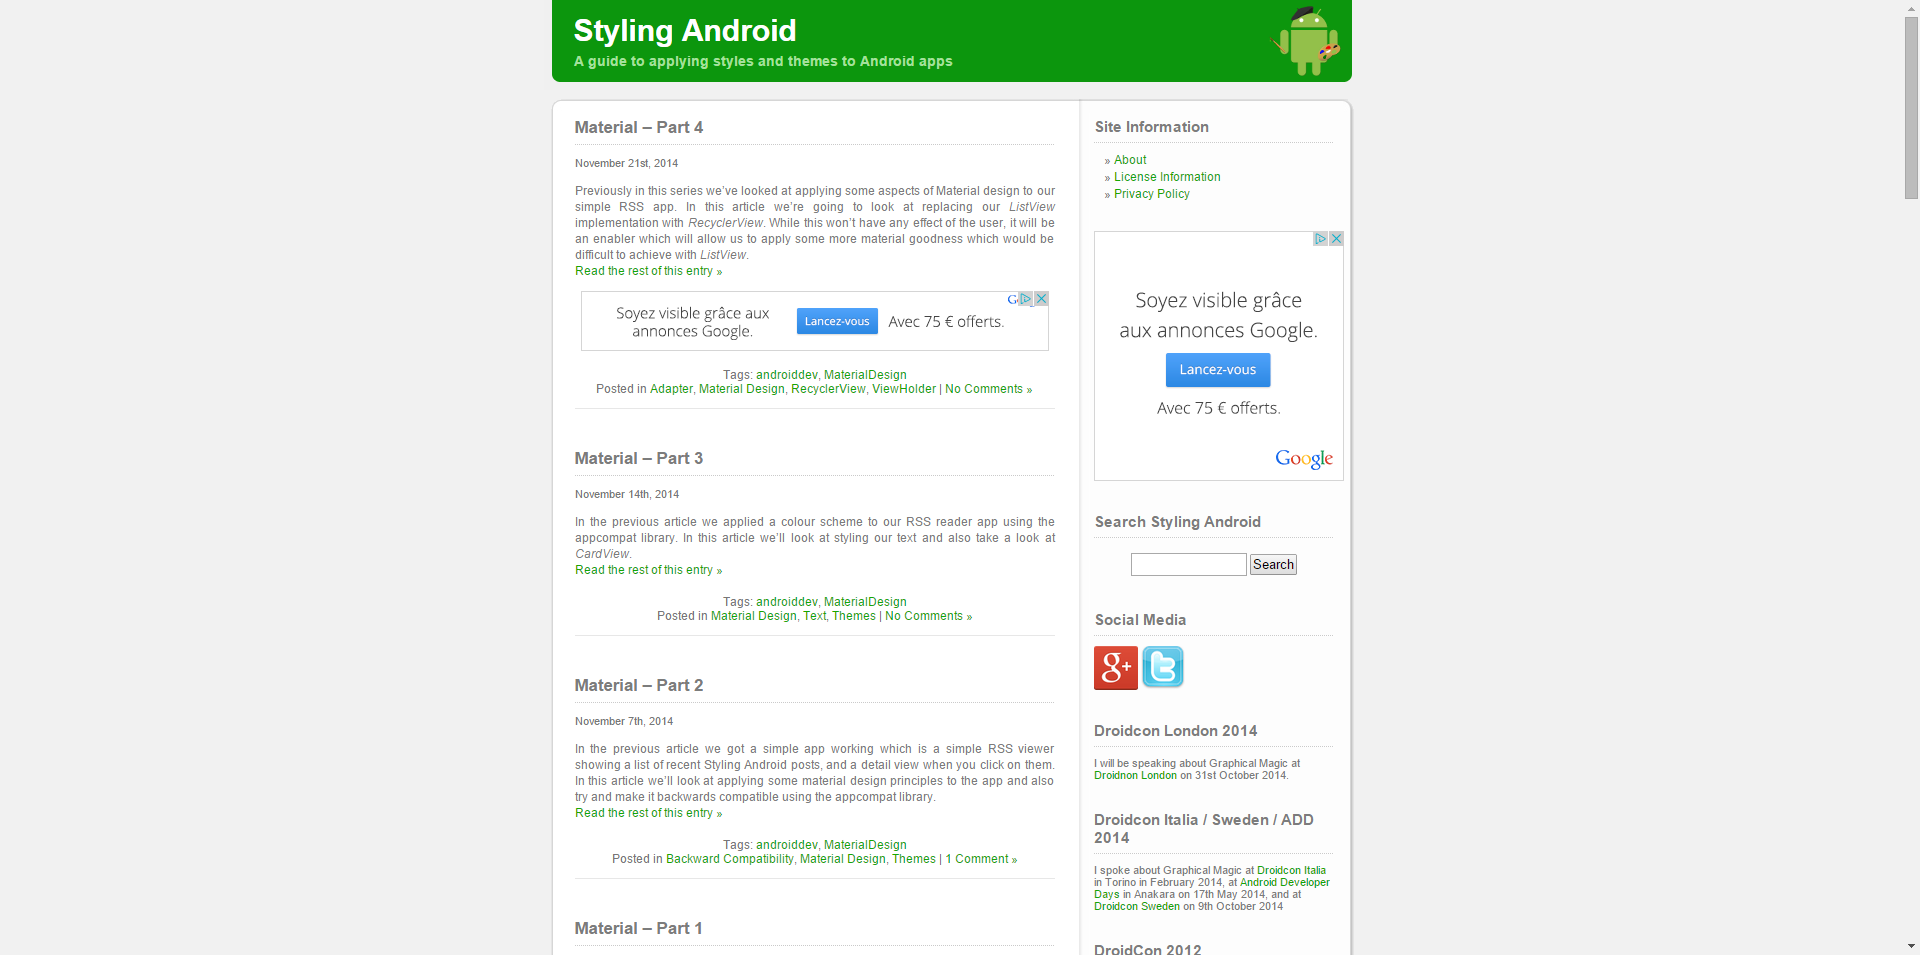 Styling Android
A guide to applying styles and themes to Android apps
Material – Part 4
November 21st, 2014
Previously in this series we've looked at applying some aspects of Material design to our
simple RSS app. In this article we're going to look at replacing our ListView
implementation with RecyclerView. While this won't have any effect of the user, it will be
an enabler which will allow us to apply some more material goodness which would be
difficult to achieve with ListView.
Read the rest of this entry »
Soyez visible grâce aux
annonces Google.
Lancez-vous
Avec 75 € offerts.
Tags: androiddev, MaterialDesign
Posted in Adapter, Material Design, RecyclerView, ViewHolder | No Comments »
Material – Part 3
November 14th, 2014
In the previous article we applied a colour scheme to our RSS reader app using the
appcompat library. In this article we'll look at styling our text and also take a look at
CardView.
Read the rest of this entry »
Tags: androiddev, MaterialDesign
Posted in Material Design, Text, Themes | No Comments »
Material – Part 2
November 7th, 2014
In the previous article we got a simple app working which is a simple RSS viewer
showing a list of recent Styling Android posts, and a detail view when you click on them.
In this article we'll look at applying some material design principles to the app and also
try and make it backwards compatible using the appcompat library.
Read the rest of this entry »
Tags: androiddev, MaterialDesign
Posted in Backward Compatibility, Material Design, Themes | 1 Comment »
Material – Part 1
Site Information
» About
» License Information
» Privacy Policy
Soyez visible grâce
aux annonces Google.
Lancez-vous
Avec 75 € offerts.
Google
Search Styling Android
Search
Social Media
g+
Droidcon London 2014
I will be speaking about Graphical Magic at
Droidnon London on 31st October 2014.
Droidcon Italia / Sweden / ADD
2014
I spoke about Graphical Magic at Droidcon Italia
in Torino in February 2014, at Android Developer
Days in Anakara on 17th May 2014, and at
Droidcon Sweden on 9th October 2014
DroidCon 2012